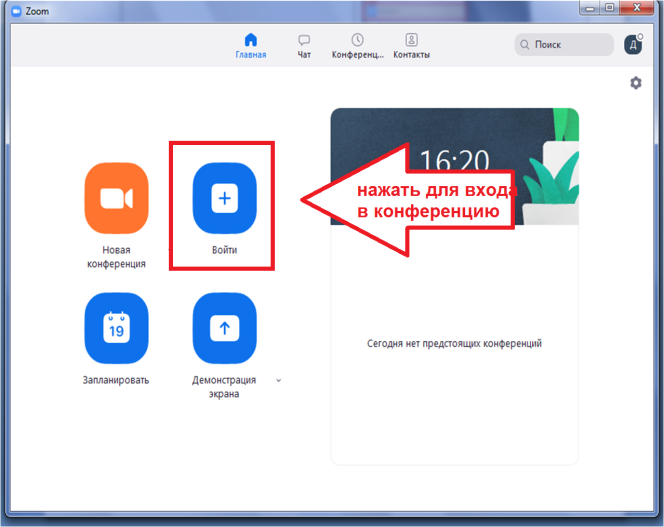 Zoom
Главная
Чат
Конференц...
Контакты
Поиск
Д
16:20
нажать для входа
в конференцию
Новая
конференция
Войти
19
Запланировать
Демонстрация
экрана
Сегодня нет предстоящих конференций